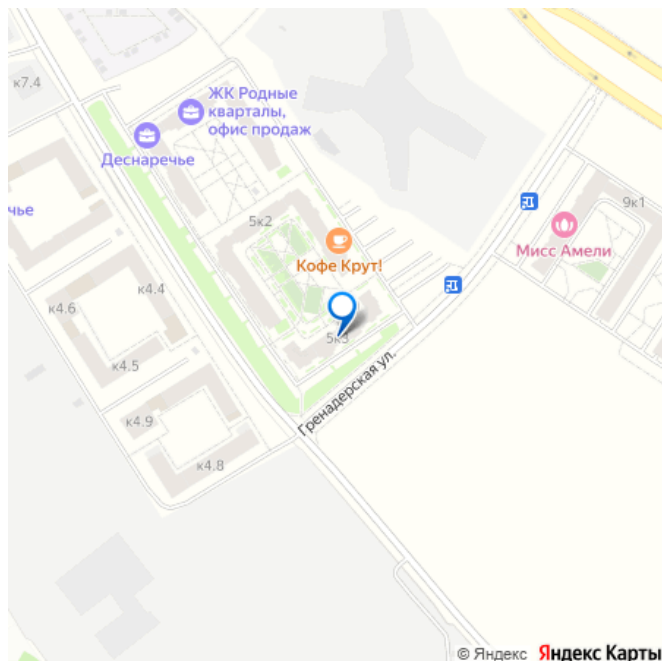 к7.4
ЖК Родные
кварталы,
офис продаж
Деснаречье
чье
5к2
9к1
Мисс Амели
Кофе Крут!
к4.4
к4.6
5к3
к4.5
Гренадерская ул.
к4.9
к4.8
© Яндекс Яндекс Карты